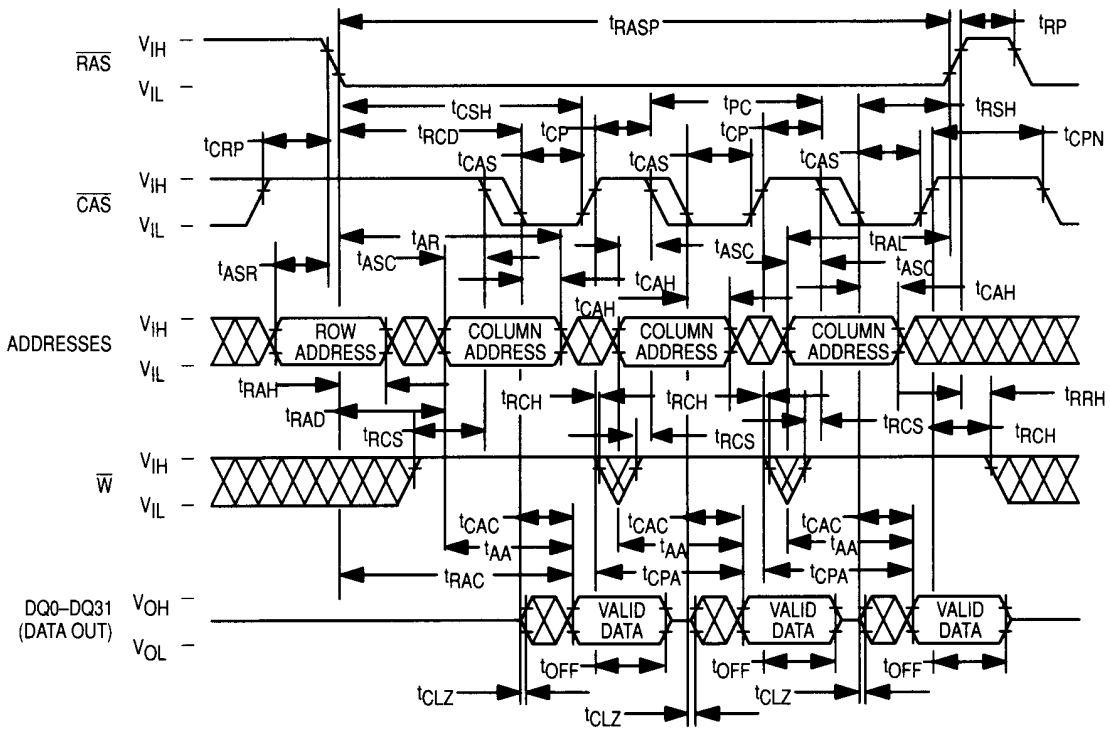 tRASP
tRP
RAS
VIH
VIL
tCSH
tPC
tRSH
tCRP
tRCD
tCP
tCP
tCPN
tCAS
tCAS
tCAS
CAS
VIH
VIL
tAR
tRAL
tASR
tASC
tASC
tASC
tCAH
tCAH
tCAH
ADDRESSES
VIH
VIL
ROW ADDRESS
COLUMN ADDRESS
COLUMN ADDRESS
COLUMN ADDRESS
tRAH
tRCH
tRCH
tRRH
tRAD
tRCS
tRCS
tRCS
tRCH
W
VIH
VIL
tCAC
tCAC
tCAC
tAA
tAA
tAA
tRAC
tCPA
tCPA
DQ0–DQ31
(DATA OUT)
VOH
VOL
VALID DATA
VALID DATA
VALID DATA
tOFF
tOFF
tOFF
tCLZ
tCLZ
tCLZ